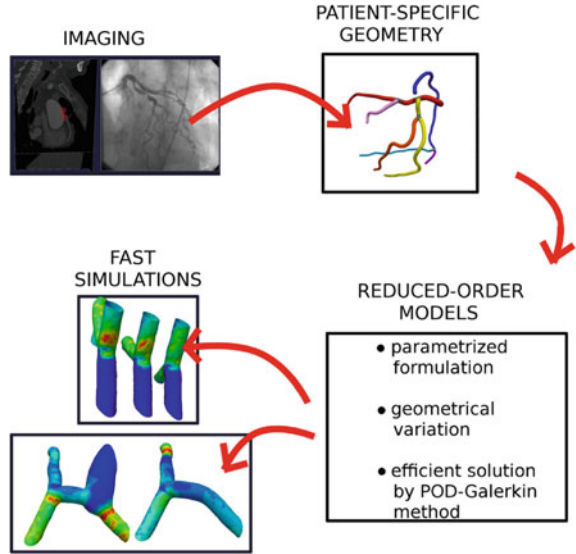 IMAGING
PATIENT-SPECIFIC
GEOMETRY
FAST
SIMULATIONS
REDUCED-ORDER
MODELS
• parametrized
formulation
• geometrical
variation
• efficient solution
by POD-Galerkin
method